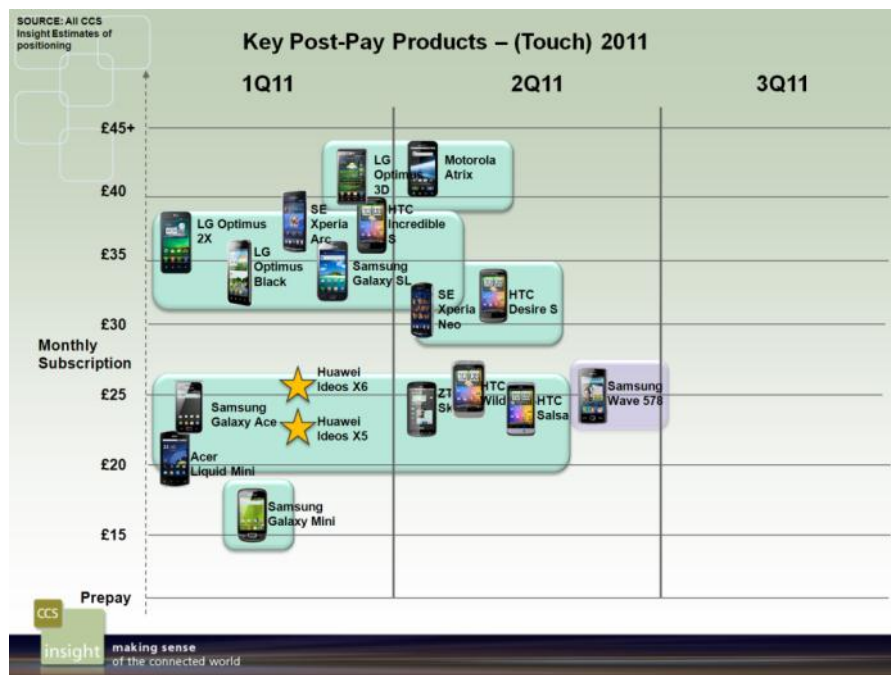 SOURCE: All CCS
Insight Estimates of
positioning
Key Post-Pay Products – (Touch) 2011
1Q11
2Q11
3Q11
£45+
LG
Optimus
3D
Motorola
Atrix
£40
LG Optimus
2X
SE
Xperia
Arc
HTC
Incredible
S
£35
LG
Optimus
Black
Samsung
Galaxy SL
SE
Xperia
Neo
HTC
Desire S
£30
Monthly
Subscription
Huawei
Ideos X6
£25
Samsung
Galaxy Ace
Huawei
Ideos X5
HTC
Wild
HTC
Salsa
Samsung
Wave 578
Acer
Liquid Mini
£20
Samsung
Galaxy Mini
£15
Prepay
CCS
insight
making sense
of the connected world